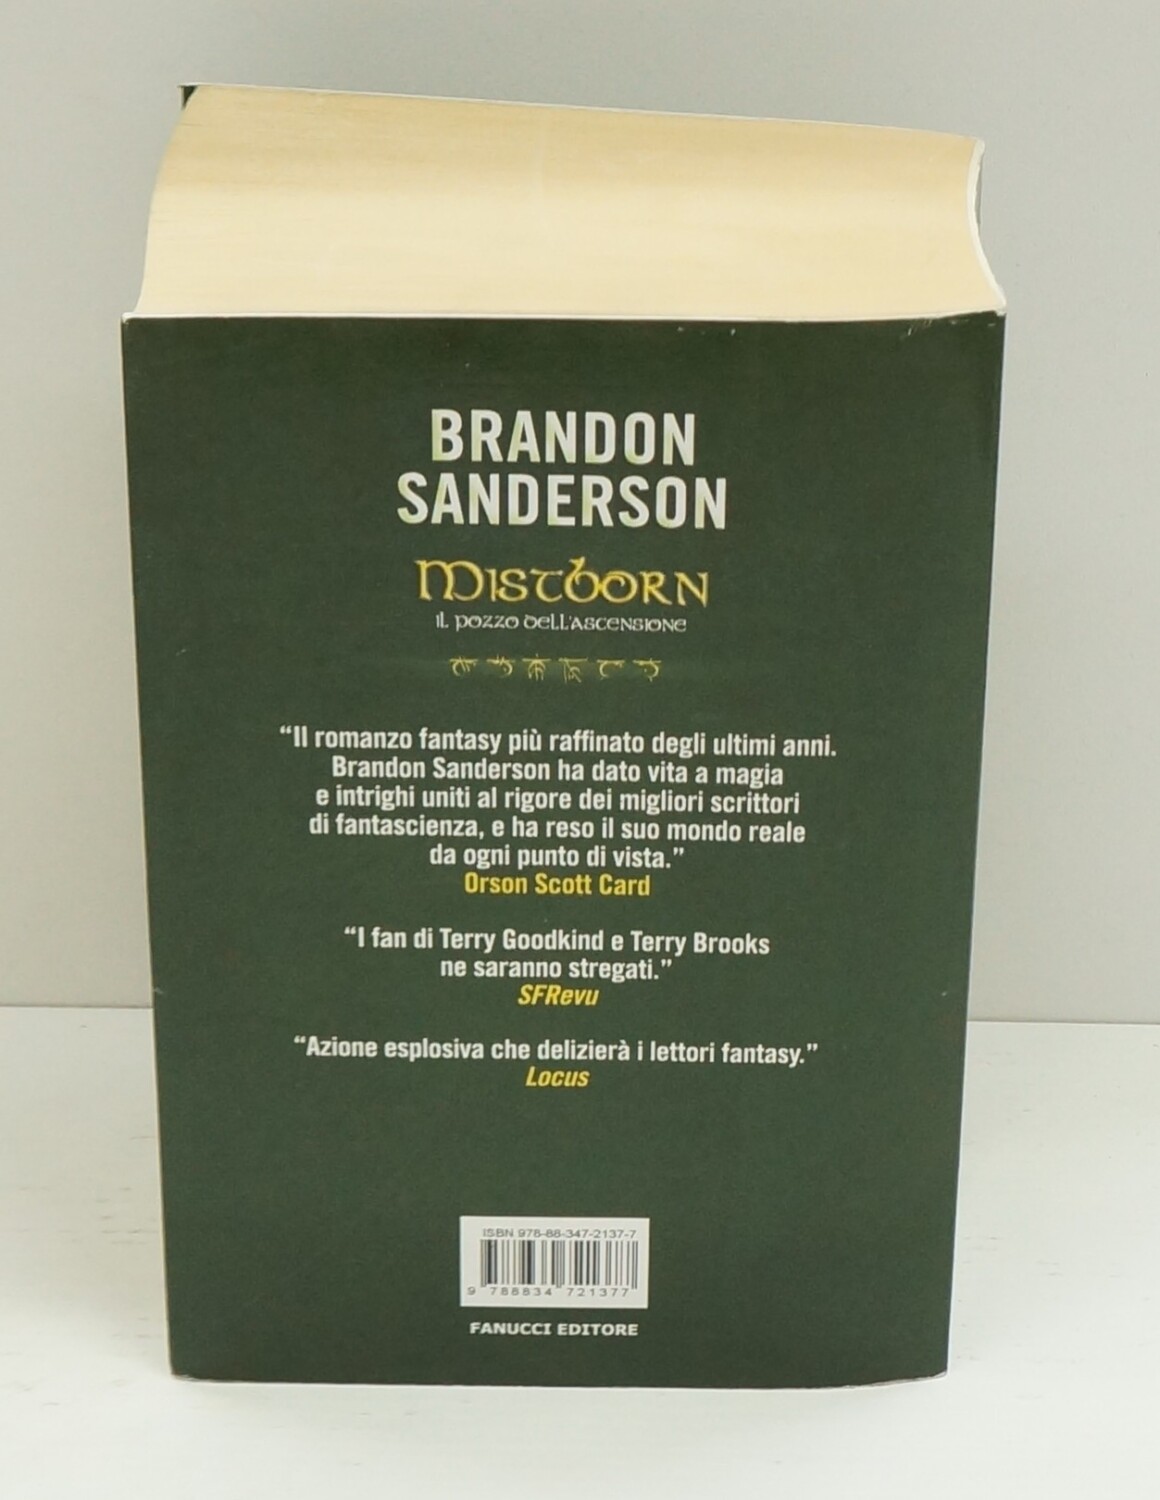 BRANDON
SANDERSON
MISTBORN
IL POZZO DELL'ASCENSIONE
“Il romanzo fantasy più raffinato degli ultimi anni.
Brandon Sanderson ha dato vita a magia
e intrighi uniti al rigore dei migliori scrittori
di fantascienza, e ha reso il suo mondo reale
da ogni punto di vista.”
Orson Scott Card
“I fan di Terry Goodkind e Terry Brooks
ne saranno stregati.”
SFRevu
“Azione esplosiva che delizierà i lettori fantasy.”
Locus
ISBN 978-88-347-2137-7
9 788834 721377
FANUCCI EDITORE